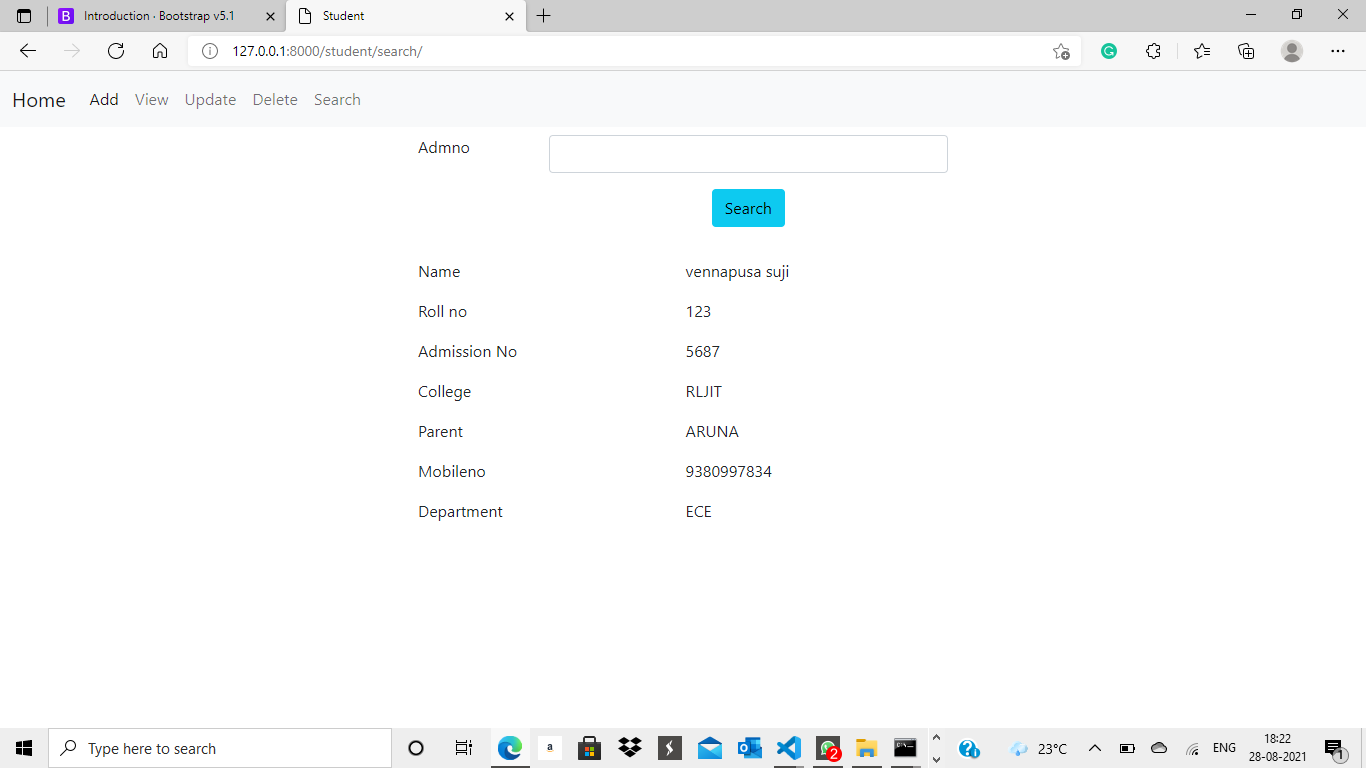 Introduction · Bootstrap v5.1
Student
127.0.0.1:8000/student/search/
Home Add View Update Delete Search
Admno
Search
Name vennapusa suji
Roll no 123
Admission No 5687
College RLJIT
Parent ARUNA
Mobileno 9380997834
Department ECE
Type here to search
a
2
23°C
ENG
18:22
28-08-2021
1